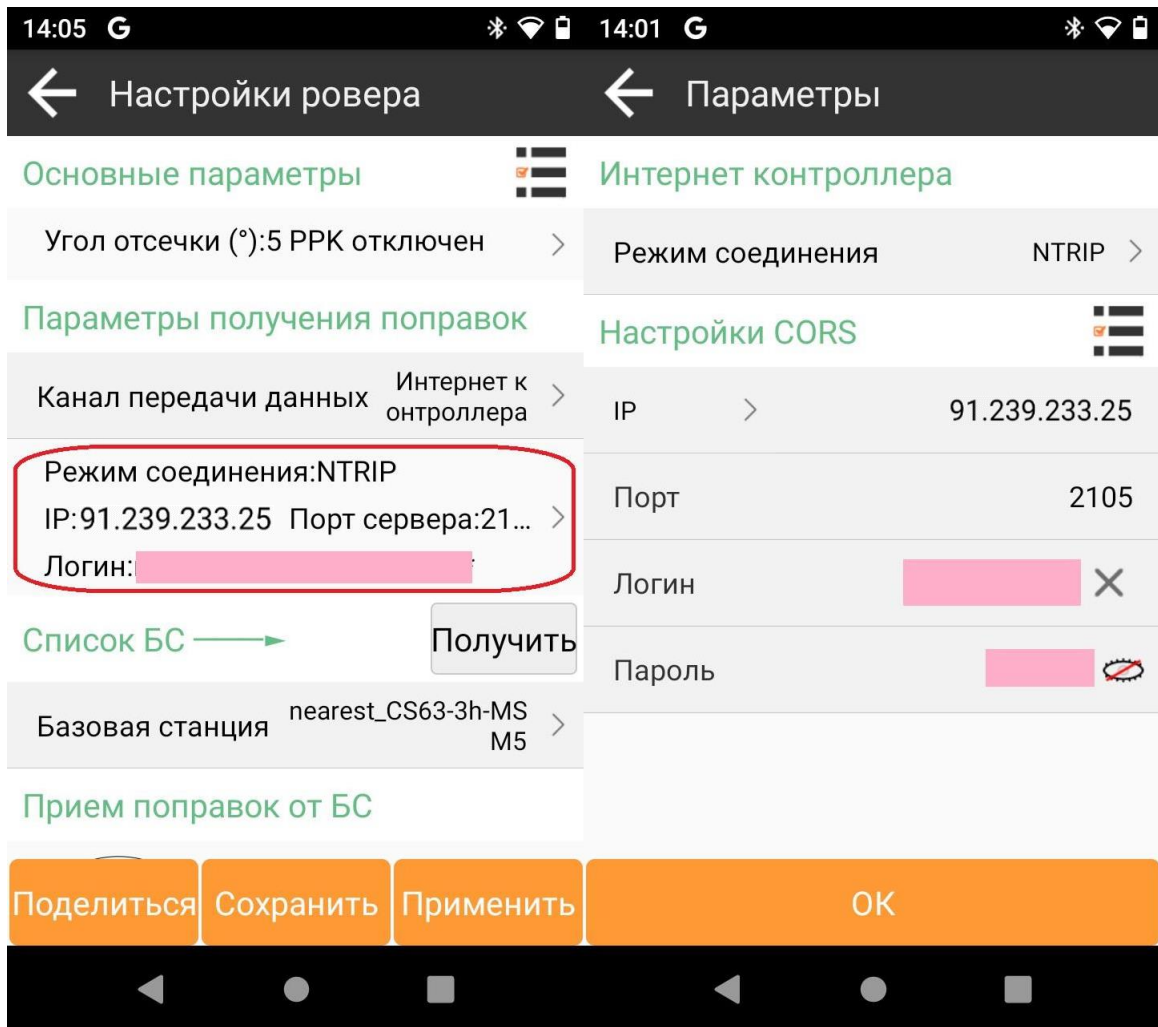 14:05 G
Настройки ровера
Основные параметры
Угол отсечки (°):5 PPK отключен
Параметры получения поправок
Канал передачи данных
Интернет к
онтроллера
Режим соединения:NTRIP
IP:91.239.233.25 Порт сервера:21...
Логин:
Список БС
Получить
Базовая станция
nearest_CS63-3h-MS
M5
Прием поправок от БС
Поделиться
Сохранить
Применить
14:01 G
Параметры
Интернет контроллера
Режим соединения NTRIP
Настройки CORS
IP 91.239.233.25
Порт 2105
Логин
Пароль
ОК